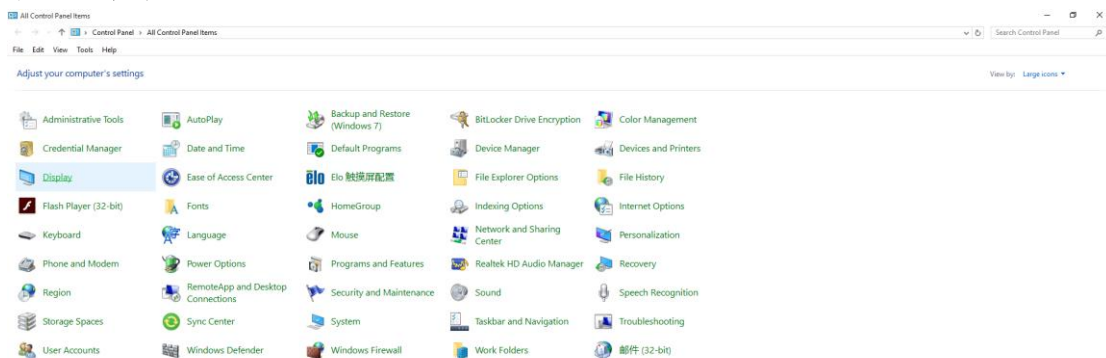 All Control Panel Items
Control Panel > All Control Panel Items
Search Control Panel
File Edit View Tools Help
Adjust your computer's settings
View by: Large icons
Administrative Tools
AutoPlay
Backup and Restore
(Windows 7)
BitLocker Drive Encryption
Color Management
Credential Manager
Date and Time
Default Programs
Device Manager
Devices and Printers
Display
Ease of Access Center
elo Elo 触摸屏配置
File Explorer Options
File History
Flash Player (32-bit)
Fonts
HomeGroup
Indexing Options
Internet Options
Keyboard
Language
Mouse
Network and Sharing
Center
Personalization
Phone and Modem
Power Options
Programs and Features
Realtek HD Audio Manager
Recovery
Region
RemoteApp and Desktop
Connections
Security and Maintenance
Sound
Speech Recognition
Storage Spaces
Sync Center
System
Taskbar and Navigation
Troubleshooting
User Accounts
Windows Defender
Windows Firewall
Work Folders
邮件 (32-bit)